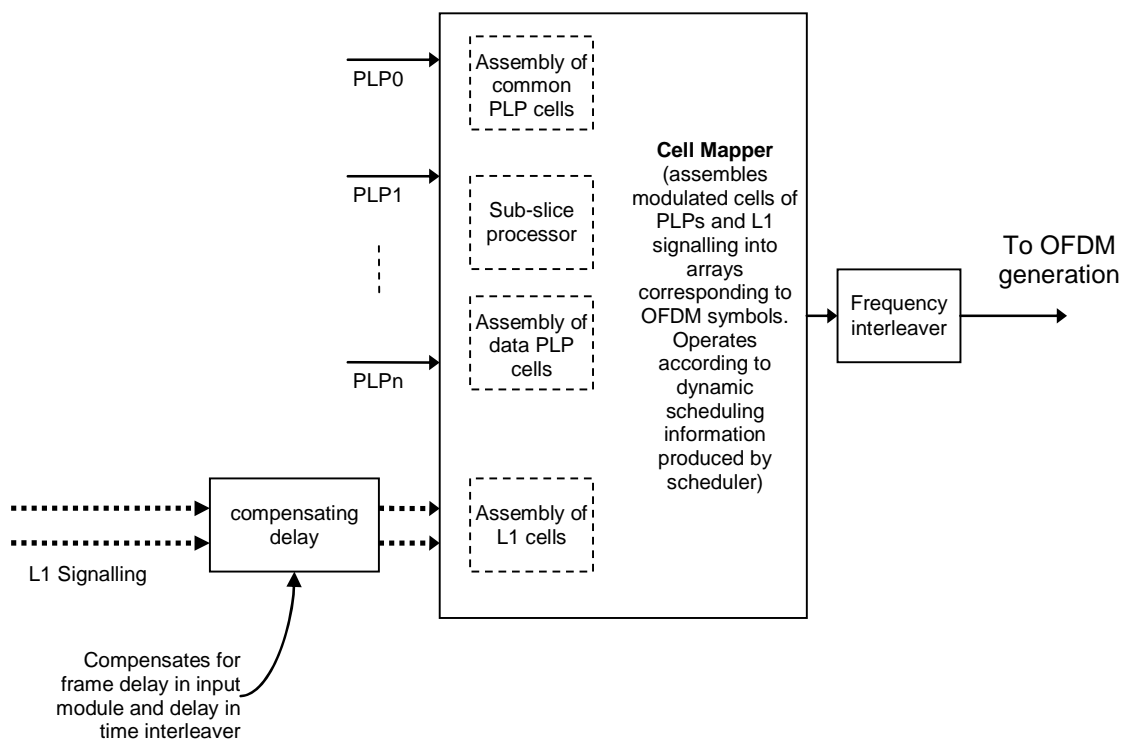 PLP0
Assembly of
common
PLP cells
PLP1
Sub-slice
processor
Assembly of
data PLP
cells
PLPn
Cell Mapper
(assembles
modulated cells of
PLPs and L1
signalling into
arrays
corresponding to
OFDM symbols.
Operates
according to
dynamic
scheduling
information
produced by
scheduler)
To OFDM
generation
Frequency
interleaver
compensating
delay
Assembly of
L1 cells
L1 Signalling
Compensates for
frame delay in input
module and delay in
time interleaver